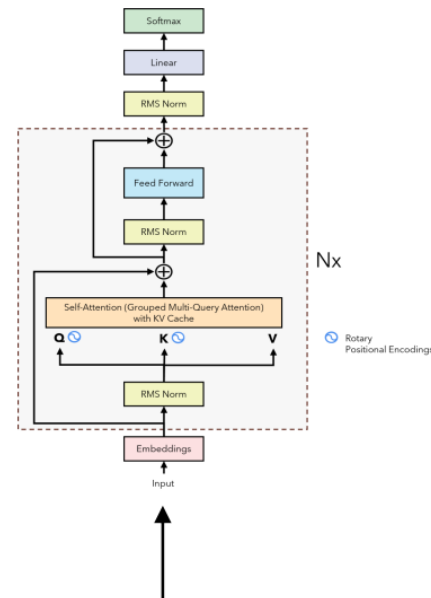 Softmax
Linear
RMS Norm
Feed Forward
RMS Norm
Nx
Self-Attention (Grouped Multi-Query Attention)
with KV Cache
Q K V
Rotary
Positional Encodings
RMS Norm
Embeddings
Input